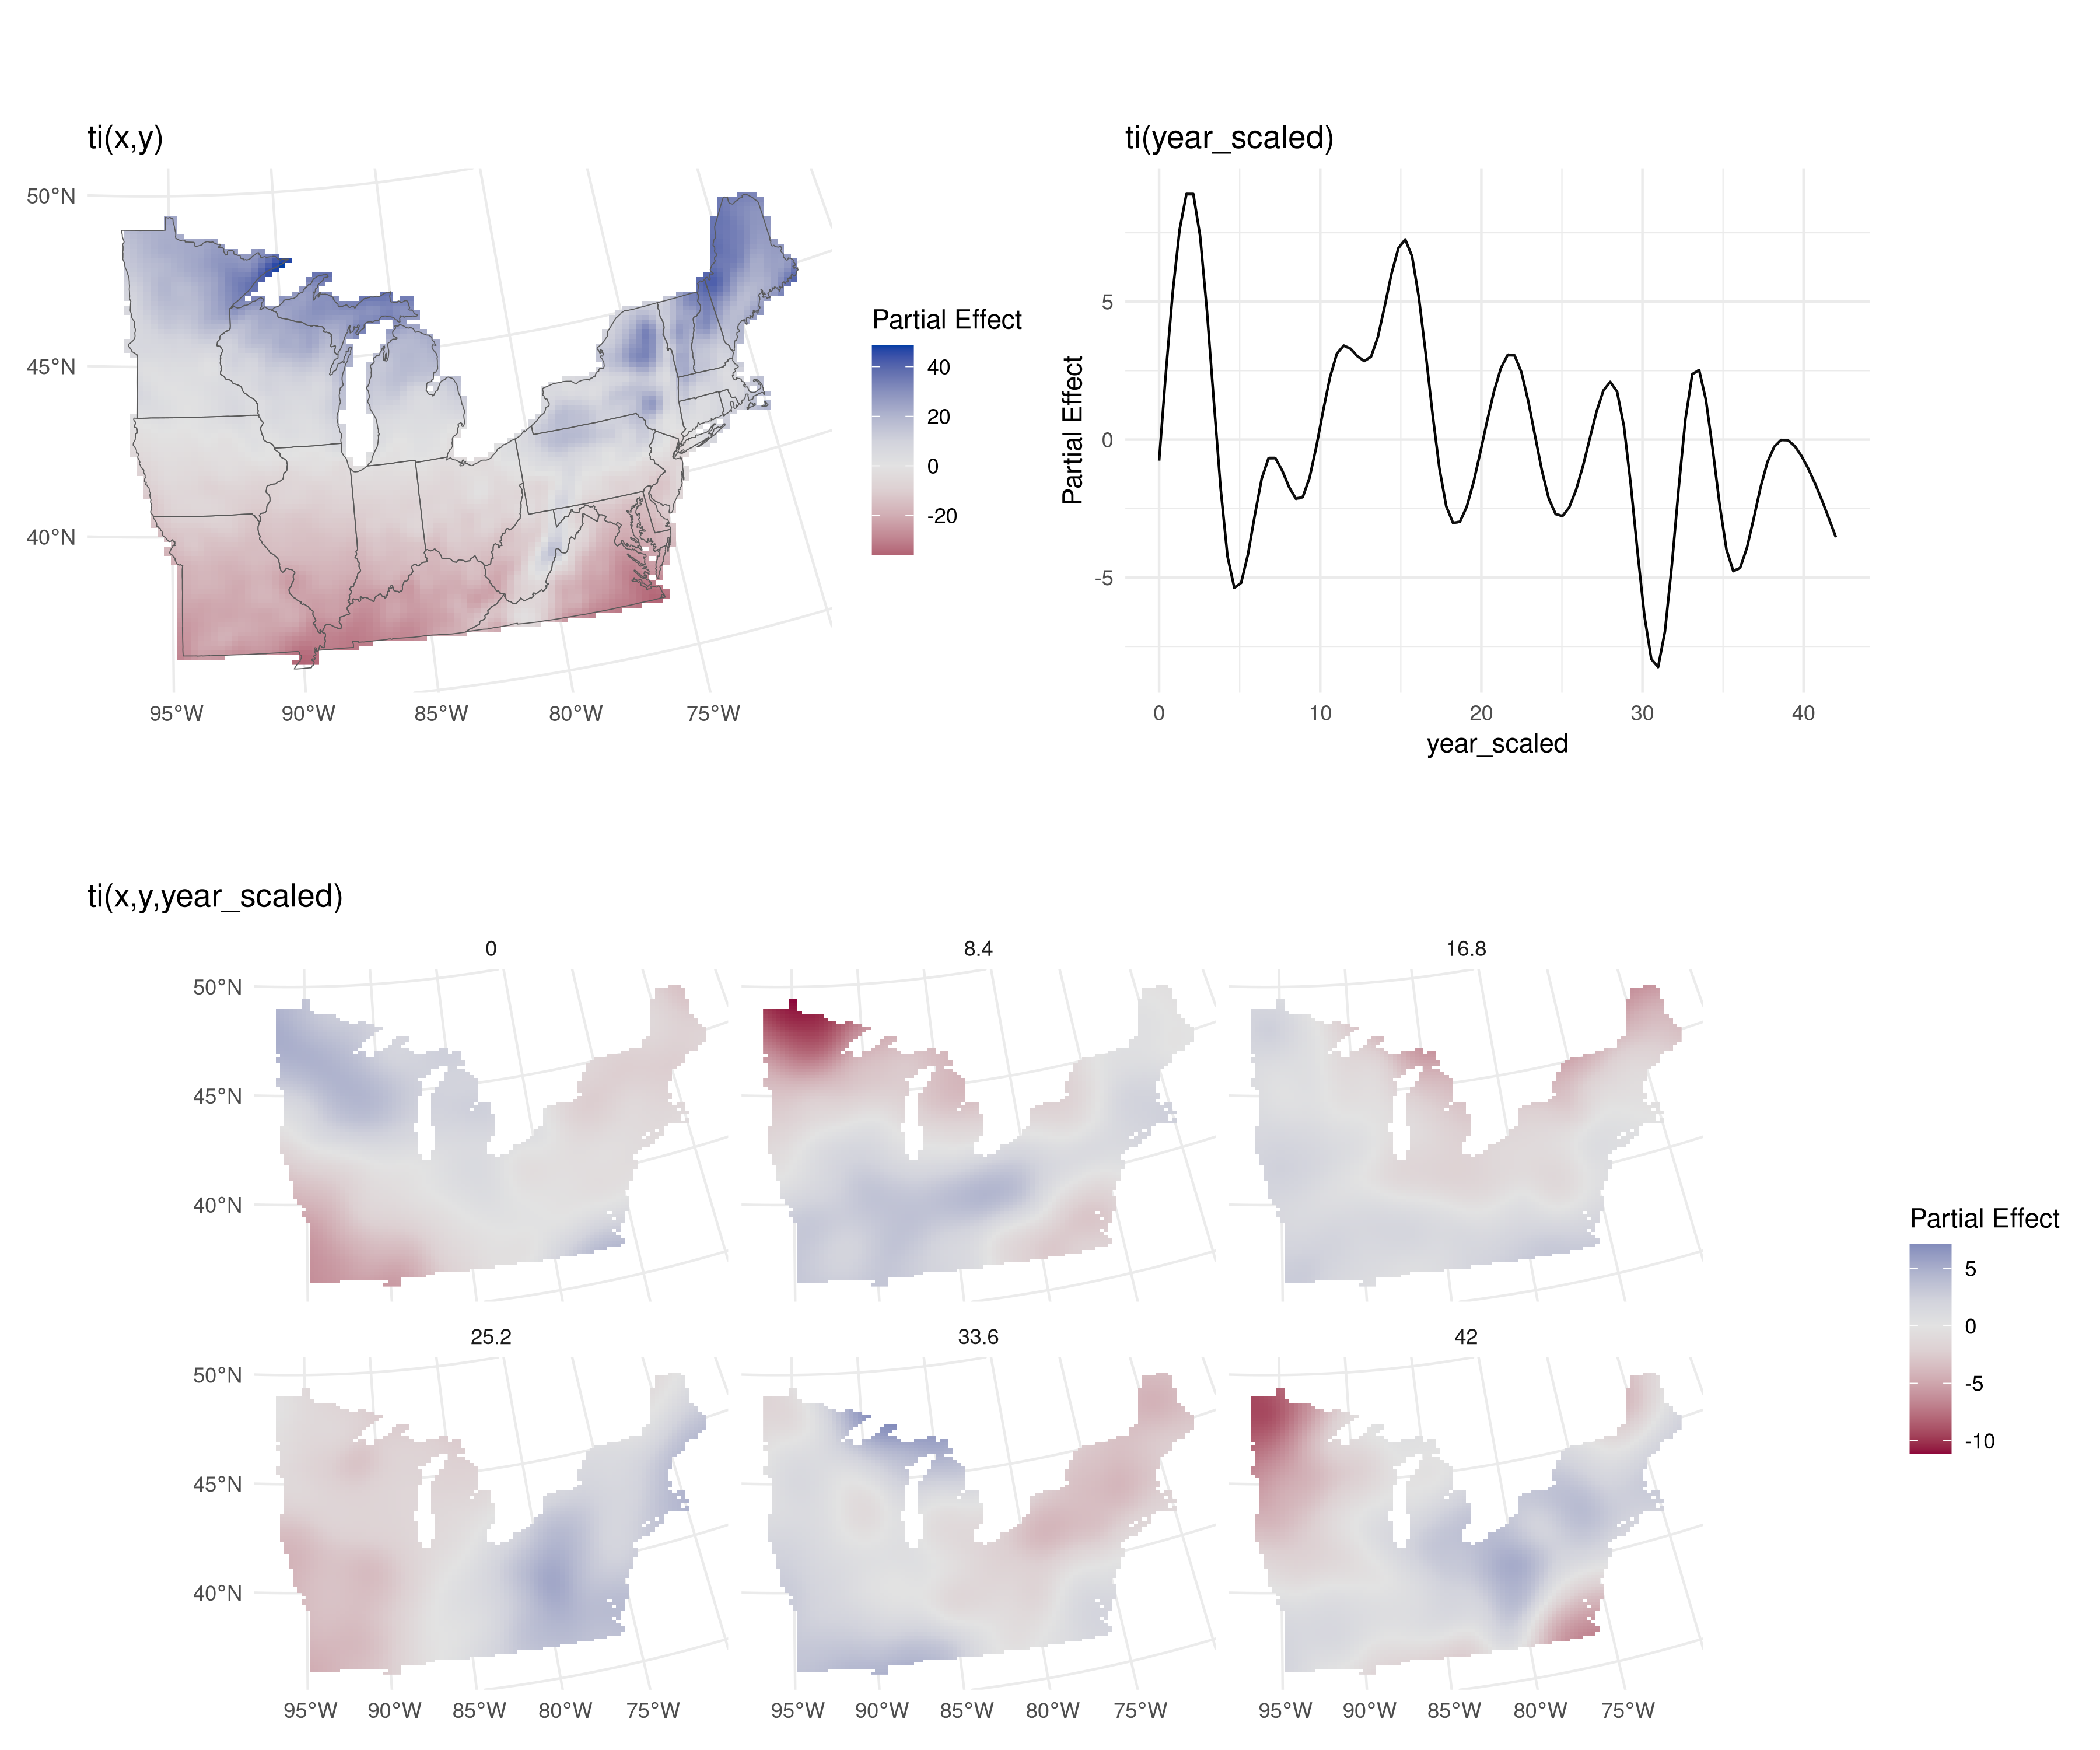 ti(x,y)
50°N
45°N
40°N
95°W 90°W 85°W 80°W 75°W
Partial Effect
40
20
0
-20
ti(year_scaled)
Partial Effect
5
0
-5
0 10 20 30 40
year_scaled
ti(x,y,year_scaled)
0 8.4 16.8
50°N
45°N
40°N
25.2 33.6 42
50°N
45°N
40°N
95°W 90°W 85°W 80°W 75°W 95°W 90°W 85°W 80°W 75°W 95°W 90°W 85°W 80°W 75°W
Partial Effect
5
0
-5
-10